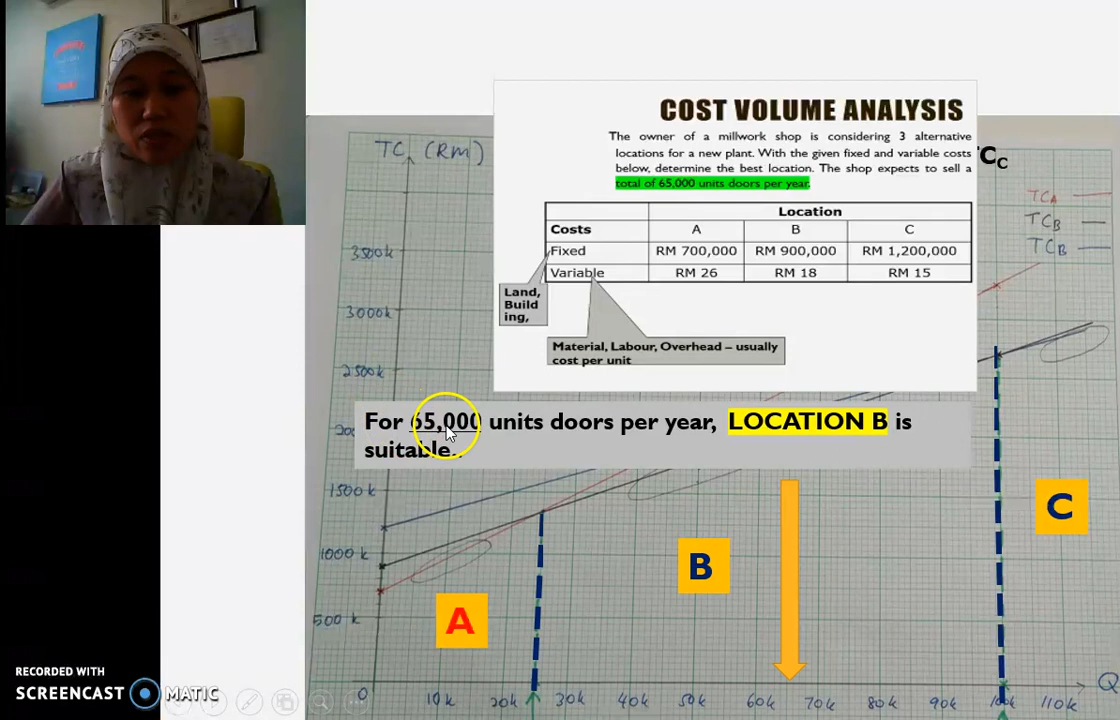 COST VOLUME ANALYSIS
The owner of a millwork shop is considering 3 alternative
locations for a new plant. With the given fixed and variable costs
below, determine the best location. The shop expects to sell a
total of 65,000 units doors per year.
Location
Costs A B C
Fixed RM 700,000 RM 900,000 RM 1,200,000
Variable RM 26 RM 18 RM 15
Land,
Build
ing,
Material, Labour, Overhead – usually
cost per unit
TC (RM)
TCC
TCA
TCB
TCB
3500k
3000k
2500k
For 65,000 units doors per year, LOCATION B is
suitable.
1500k
1000k
500k
A
B
C
0 10k 20k 30k 40k 50k 60k 70k 80k 90k 100k 110k Q
RECORDED WITH
SCREENCAST MATIC